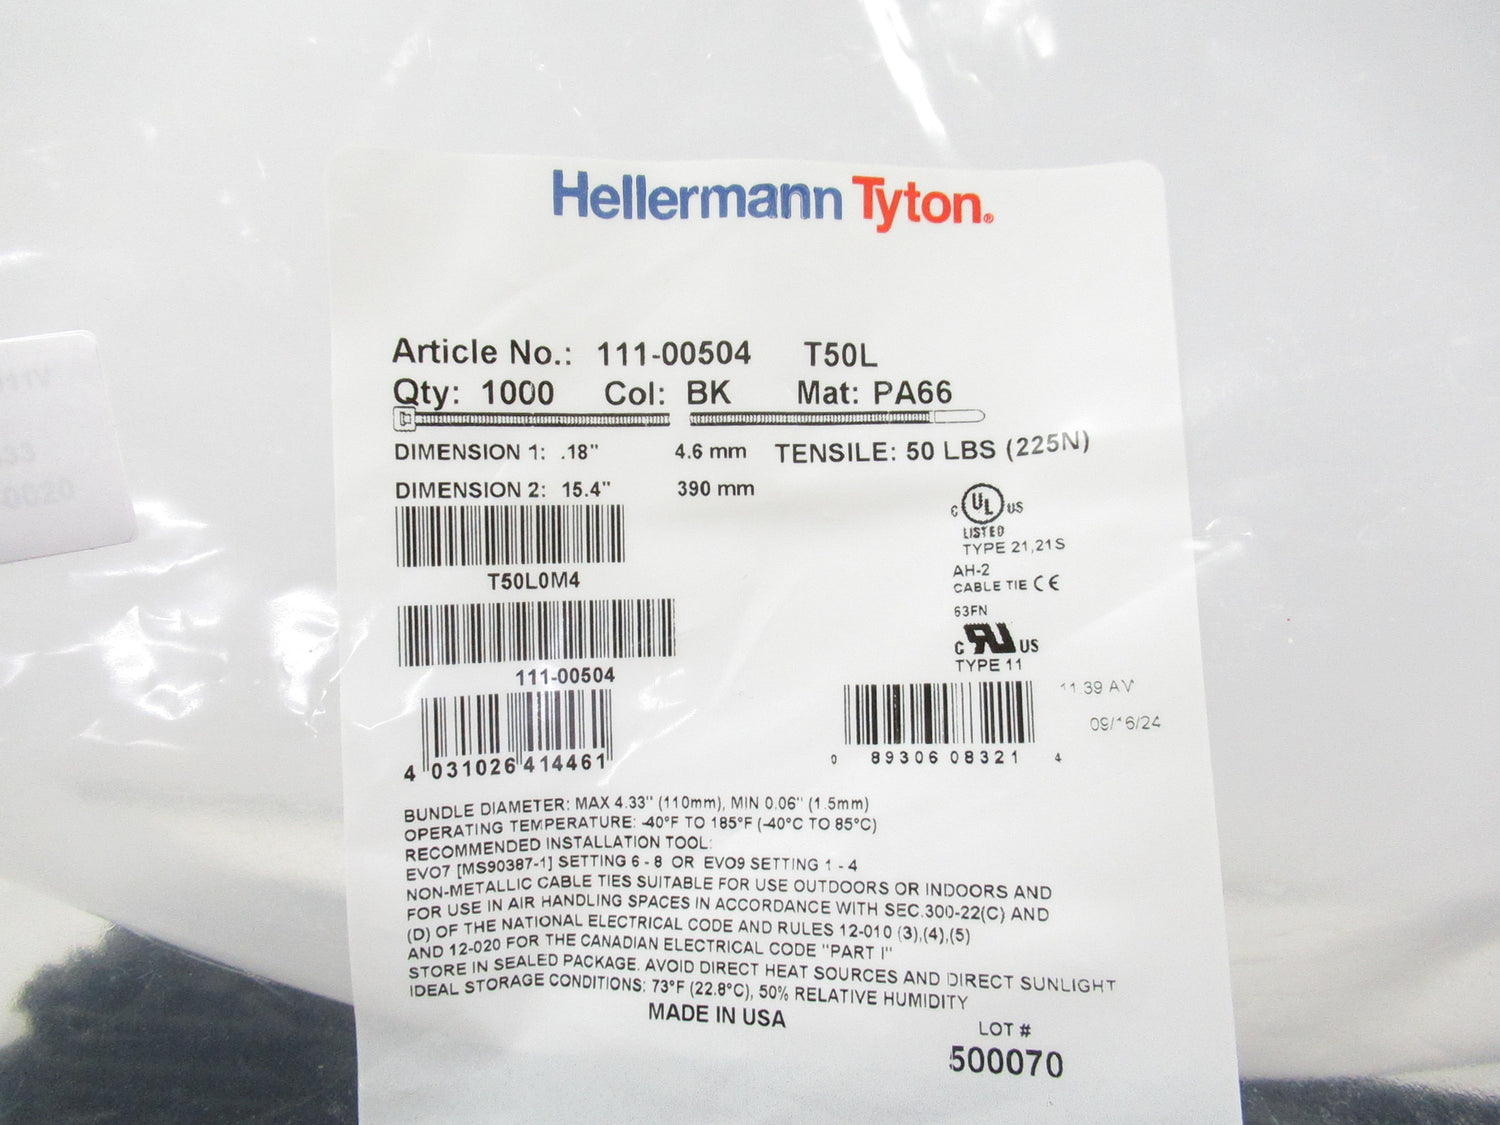 HellermannTyton®
Article No.: 111-00504 T50L
Qty: 1000 Col: BK Mat: PA66
DIMENSION 1: .18" 4.6 mm TENSILE: 50 LBS (225N)
DIMENSION 2: 15.4" 390 mm
C UL US
LISTED
TYPE 21,21S
T50L0M4
AH-2
CABLE TIE CE
63FN
C RU US
TYPE 11
111-00504
11:39 AV
09/16/24
4 031026 414461
0 89306 08321 4
BUNDLE DIAMETER: MAX 4.33" (110mm), MIN 0.06" (1.5mm)
OPERATING TEMPERATURE: -40°F TO 185°F (-40°C TO 85°C)
RECOMMENDED INSTALLATION TOOL:
EVO7 [MS90387-1] SETTING 6 - 8 OR EVO9 SETTING 1 - 4
NON-METALLIC CABLE TIES SUITABLE FOR USE OUTDOORS OR INDOORS AND
FOR USE IN AIR HANDLING SPACES IN ACCORDANCE WITH SEC.300-22(C) AND
(D) OF THE NATIONAL ELECTRICAL CODE AND RULES 12-010 (3),(4),(5)
AND 12-020 FOR THE CANADIAN ELECTRICAL CODE "PART I"
STORE IN SEALED PACKAGE. AVOID DIRECT HEAT SOURCES AND DIRECT SUNLIGHT
IDEAL STORAGE CONDITIONS: 73°F (22.8°C), 50% RELATIVE HUMIDITY
MADE IN USA
LOT #
500070